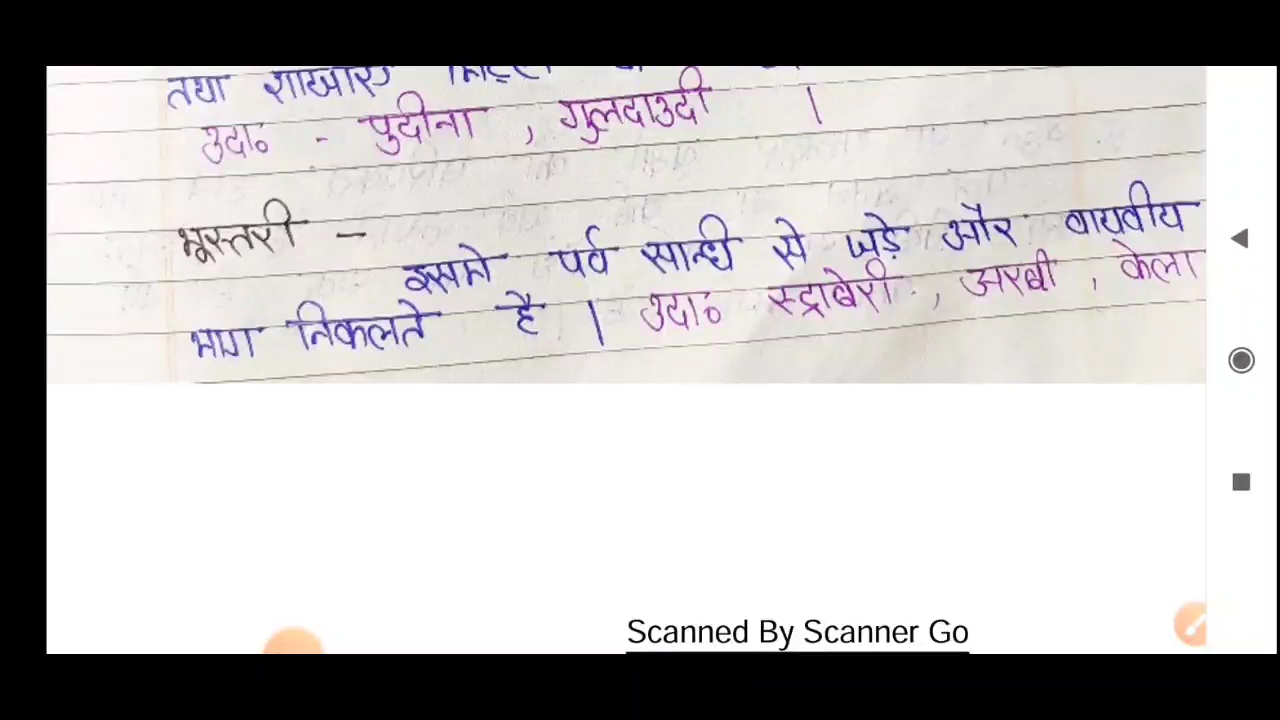 तथा शाखाएं
उदा० - पुदीना , गुलदाउदी ।
भूस्तरी -
इसमे पर्व सान्धी से जड़े और वायवीय
भाग निकलते है । उदा० स्ट्राबेरी , अरबी , केला
Scanned By Scanner Go